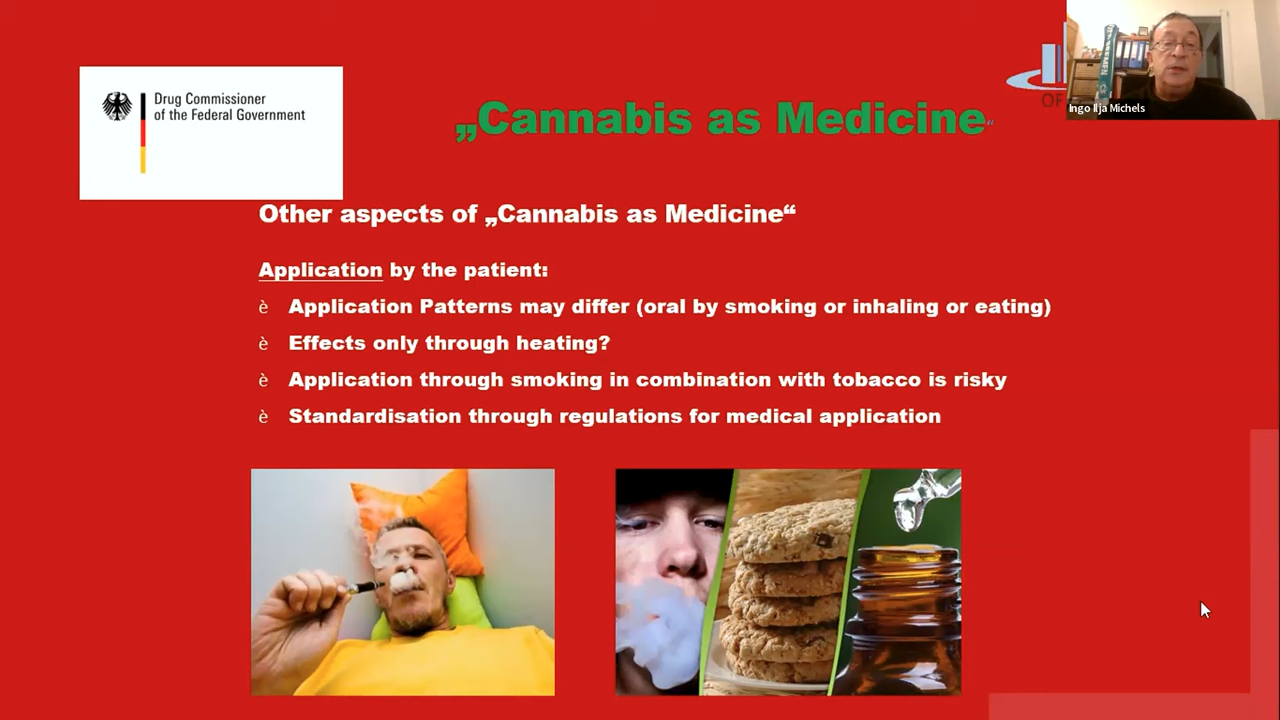 Drug Commissioner
of the Federal Government
„Cannabis as Medicine“
OF
Ingo Ilja Michels
Other aspects of „Cannabis as Medicine“
Application by the patient:
è Application Patterns may differ (oral by smoking or inhaling or eating)
è Effects only through heating?
è Application through smoking in combination with tobacco is risky
è Standardisation through regulations for medical application